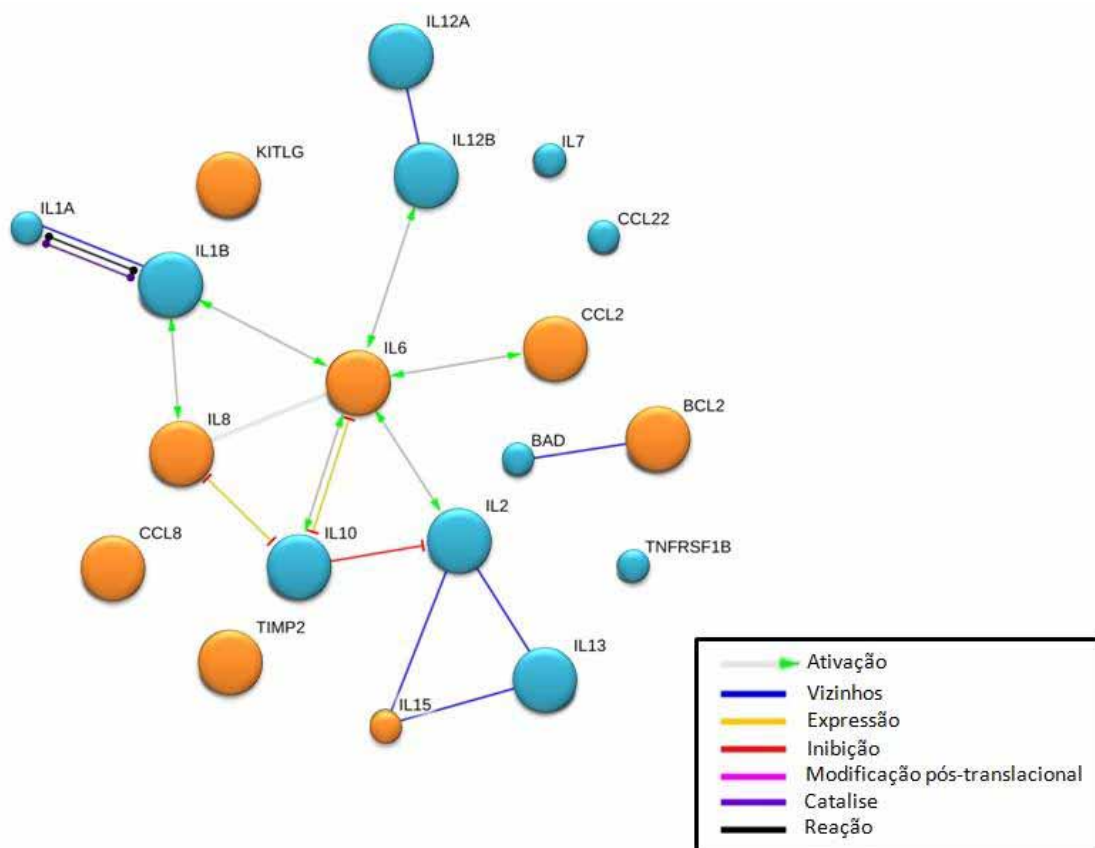 IL12A
IL12B
IL7
KITLG
CCL22
IL1A
IL1B
CCL2
IL6
IL8
BCL2
BAD
IL2
IL10
CCL8
TNFRSF1B
TIMP2
IL13
IL15
Ativação
Vizinhos
Expressão
Inibição
Modificação pós-translacional
Catalise
Reação